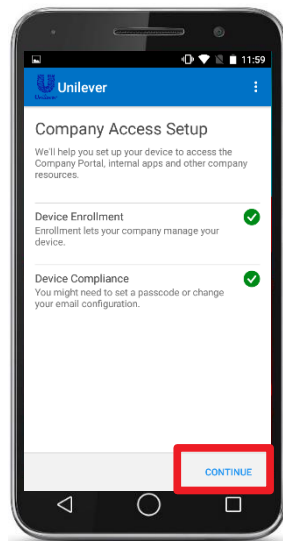 11:59
Unilever
Unilever
Company Access Setup
We'll help you set up your device to access the
Company Portal, internal apps and other company
resources.
Device Enrollment
Enrollment lets your company manage your
device.
Device Compliance
You might need to set a passcode or change
your email configuration.
CONTINUE